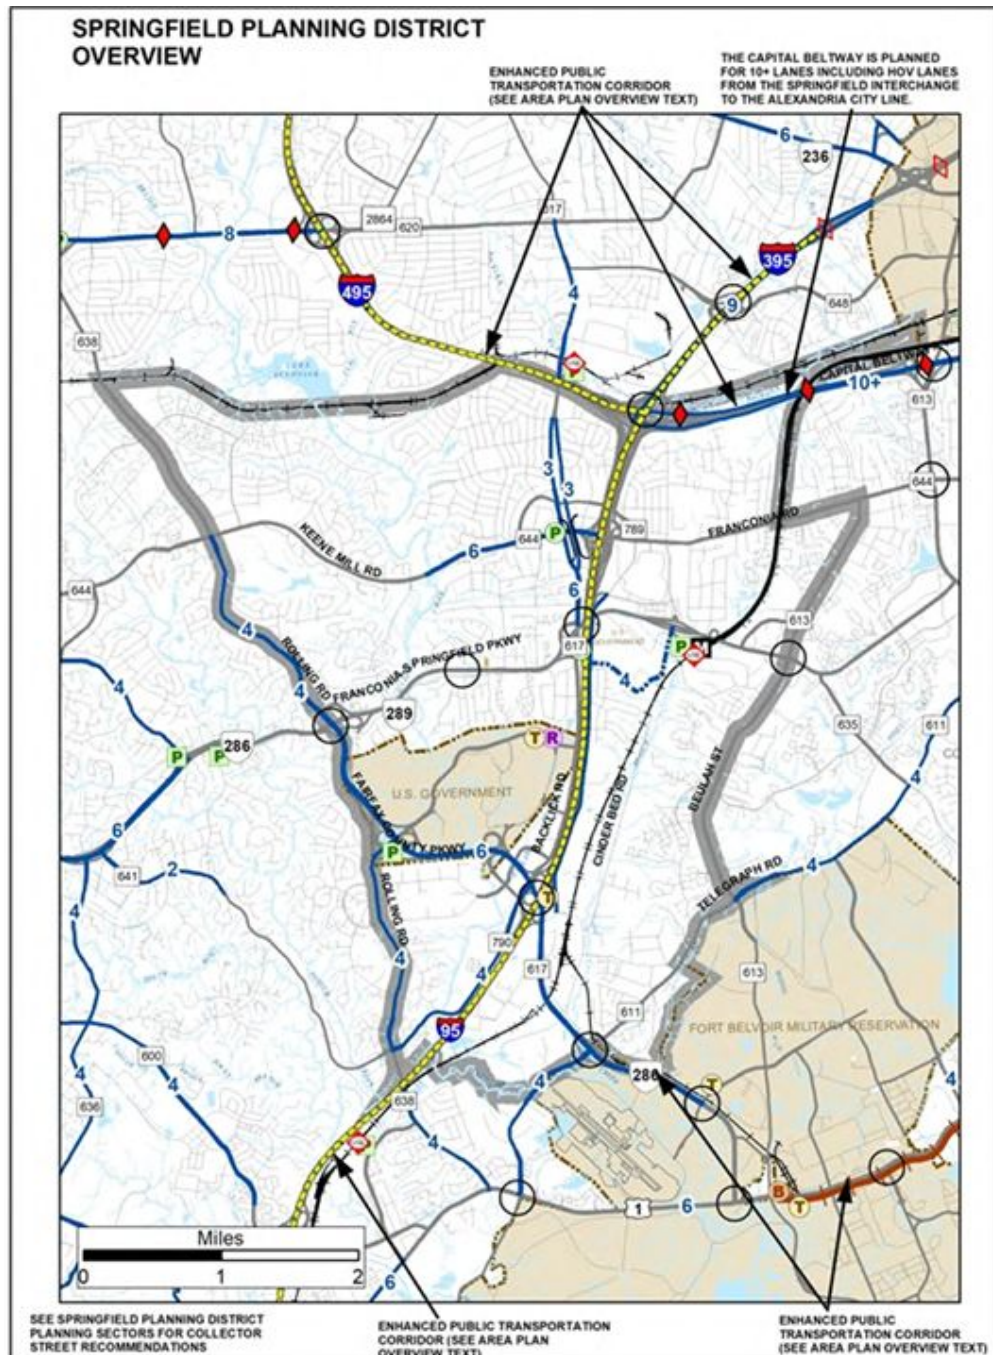 SPRINGFIELD PLANNING DISTRICT
OVERVIEW
ENHANCED PUBLIC
TRANSPORTATION CORRIDOR
(SEE AREA PLAN OVERVIEW TEXT)
THE CAPITAL BELTWAY IS PLANNED
FOR 10+ LANES INCLUDING HOV LANES
FROM THE SPRINGFIELD INTERCHANGE
TO THE ALEXANDRIA CITY LINE.
6
236
2864
620
617
8
495
395
4
9
648
638
CAPITAL BELTWAY
10+
613
3
3
644
KEENE MILL RD
6
644
P
789
FRANCONIA RD
644
6
613
4
ROLLING RD
FRANCONIA-SPRINGFIELD PKWY
617
P
4
4
4
289
635
611
286
P
P
T R
U.S. GOVERNMENT
BACKLICK RD
CINDER BED RD
BEULAH ST
FAIRFAX COUNTY PKWY
6
P
6
641
2
4
TELEGRAPH RD
4
T
ROLLING RD
4
790
4
617
613
4
95
611
FORT BELVOIR MILITARY RESERVATION
600
4
4
286
T
4
636
638
4
B
T
1
6
6
Miles
0
1
2
SEE SPRINGFIELD PLANNING DISTRICT
PLANNING SECTORS FOR COLLECTOR
STREET RECOMMENDATIONS
ENHANCED PUBLIC TRANSPORTATION
CORRIDOR (SEE AREA PLAN
OVERVIEW TEXT)
ENHANCED PUBLIC
TRANSPORTATION CORRIDOR
(SEE AREA PLAN OVERVIEW TEXT)